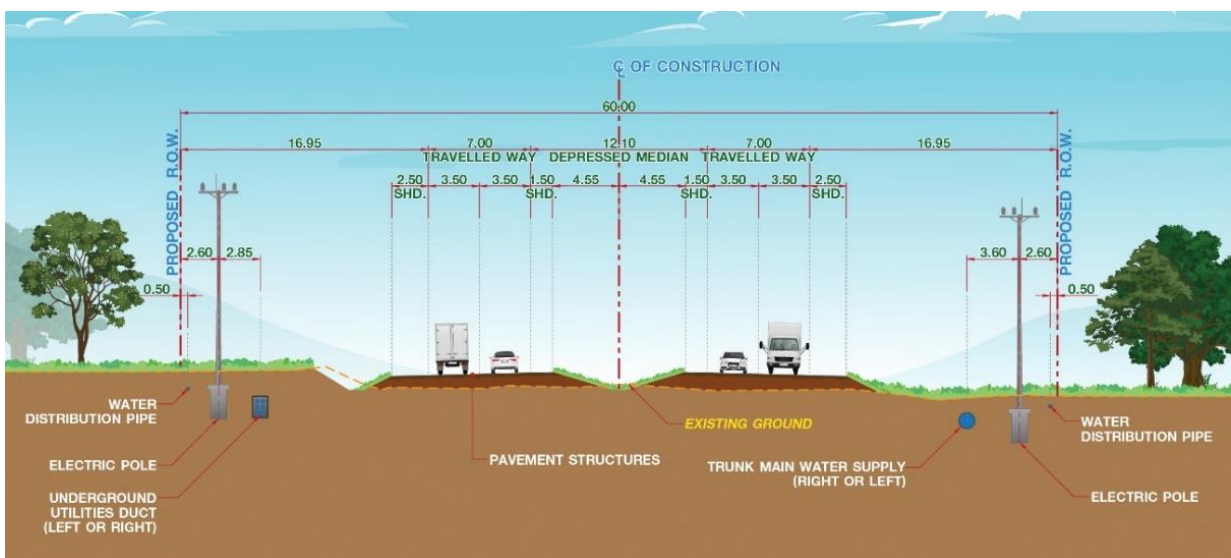 ℄ OF CONSTRUCTION
60.00
PROPOSED R.O.W.
PROPOSED R.O.W.
16.95 7.00 12.10 7.00 16.95
TRAVELLED WAY DEPRESSED MEDIAN TRAVELLED WAY
2.50 3.50 3.50 1.50 4.55 4.55 1.50 3.50 3.50 2.50
SHD. SHD. SHD. SHD.
2.60 2.85 3.60 2.60
0.50 0.50
WATER
DISTRIBUTION PIPE
ELECTRIC POLE
UNDERGROUND
UTILITIES DUCT
(LEFT OR RIGHT)
PAVEMENT STRUCTURES
EXISTING GROUND
TRUNK MAIN WATER SUPPLY
(RIGHT OR LEFT)
WATER
DISTRIBUTION PIPE
ELECTRIC POLE